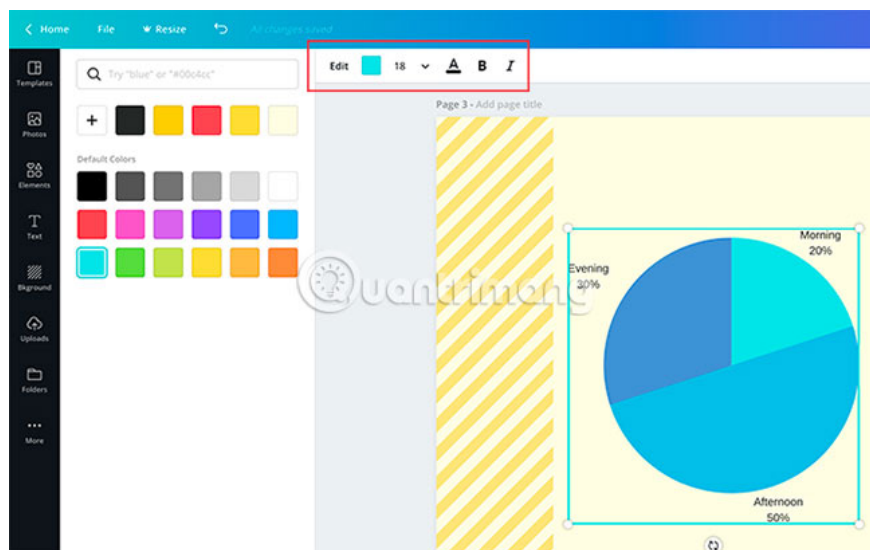 Home File Resize All changes saved
Templates
Photos
Elements
Text
Bkground
Uploads
Folders
More
Try "blue" or "#00c4cc"
+
Default Colors
Edit 18 A B I
Page 3 - Add page title
Morning
20%
Evening
30%
Afternoon
50%
Quantrimang